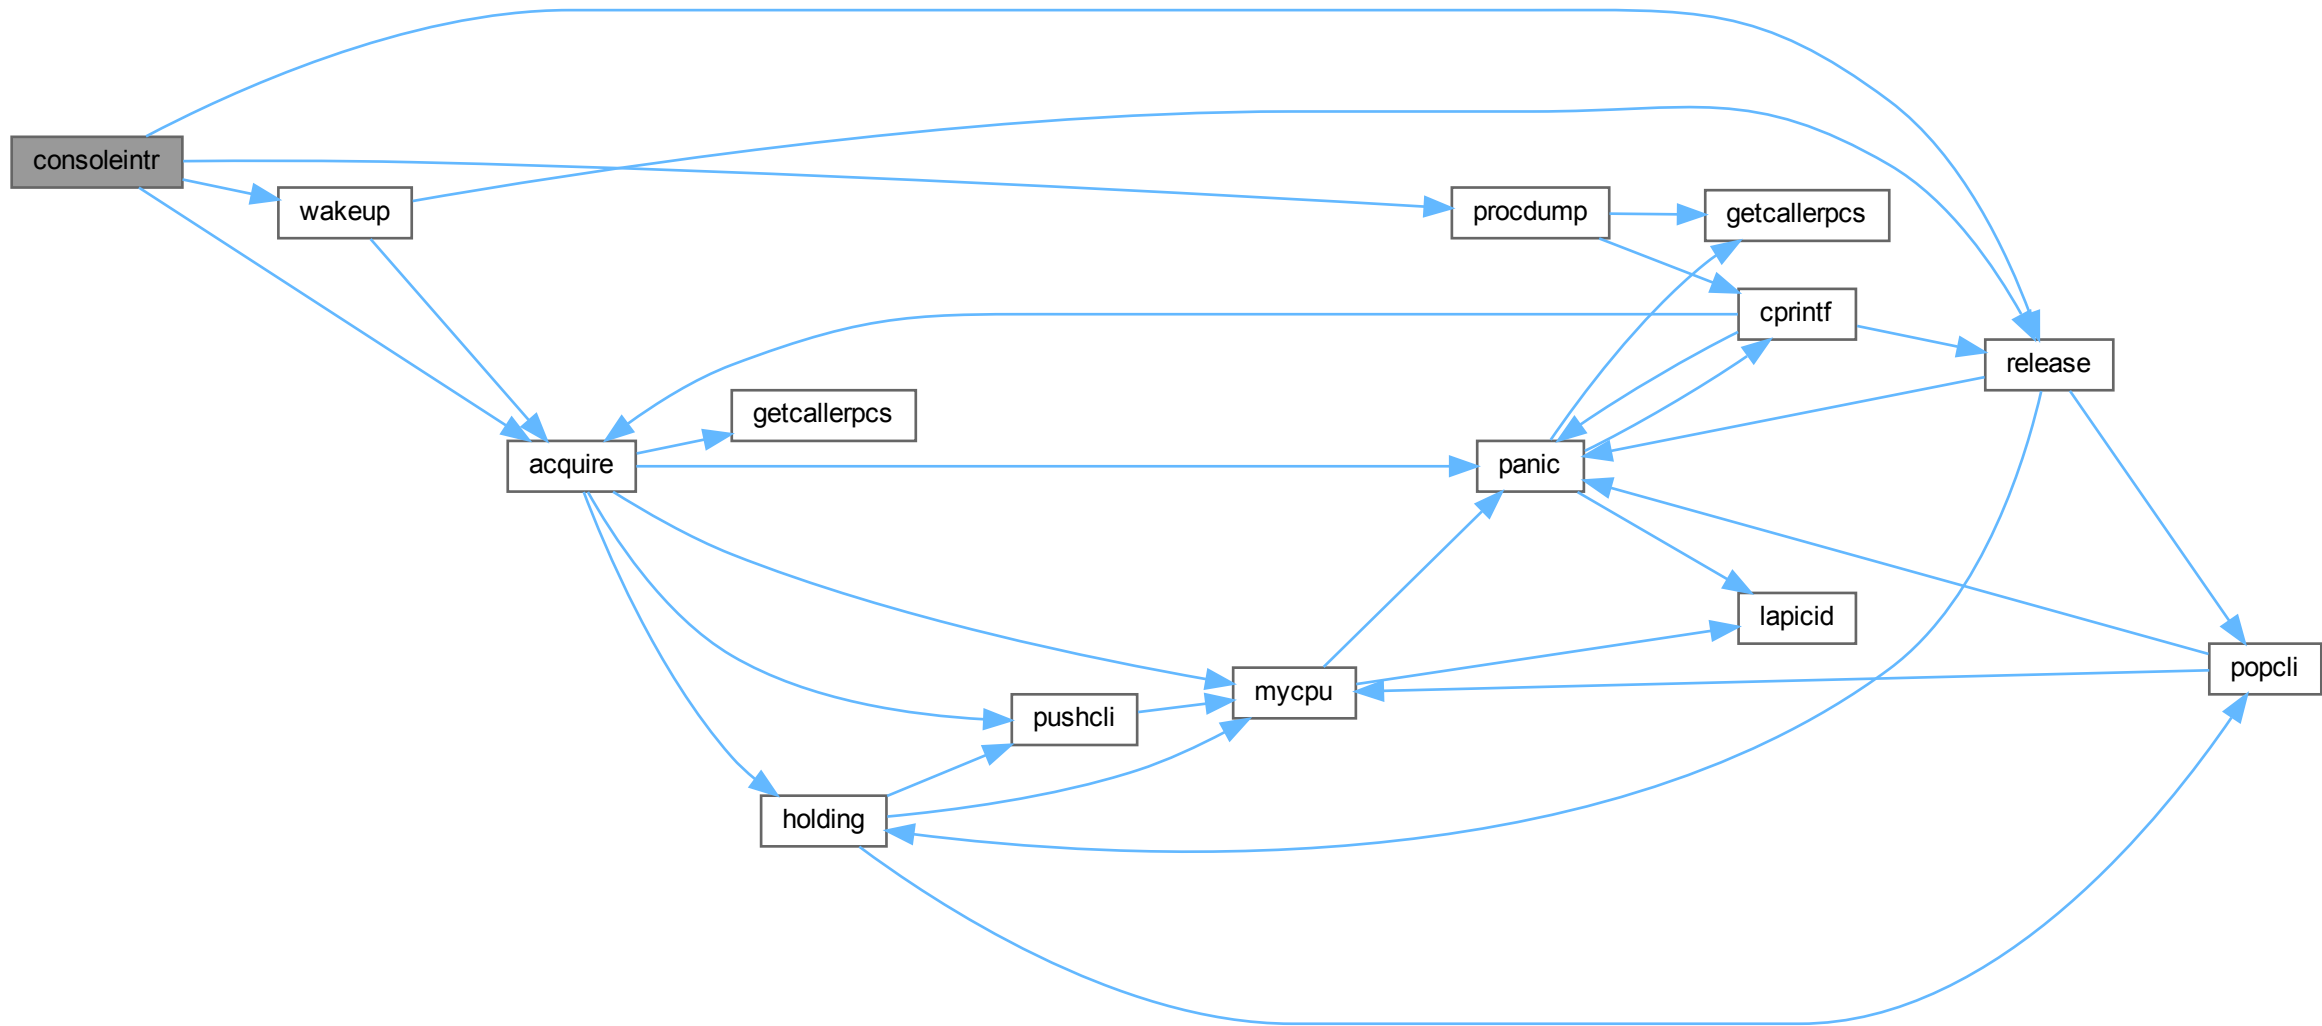 consoleintr
wakeup
procdump
getcallerpcs
cprintf
release
getcallerpcs
acquire
panic
lapicid
popcli
mycpu
pushcli
holding